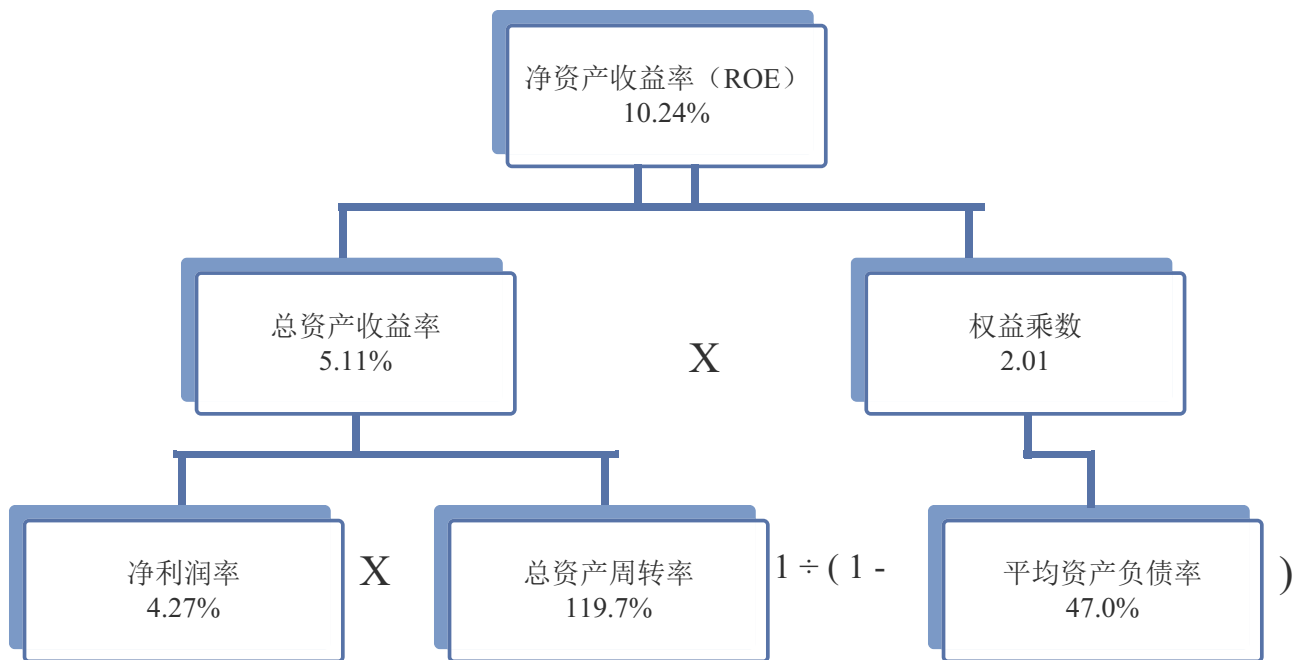 净资产收益率（ROE）
10.24%
总资产收益率
5.11%
X
权益乘数
2.01
净利润率
4.27%
X
总资产周转率
119.7%
1 ÷ ( 1 -
平均资产负债率
47.0%
)